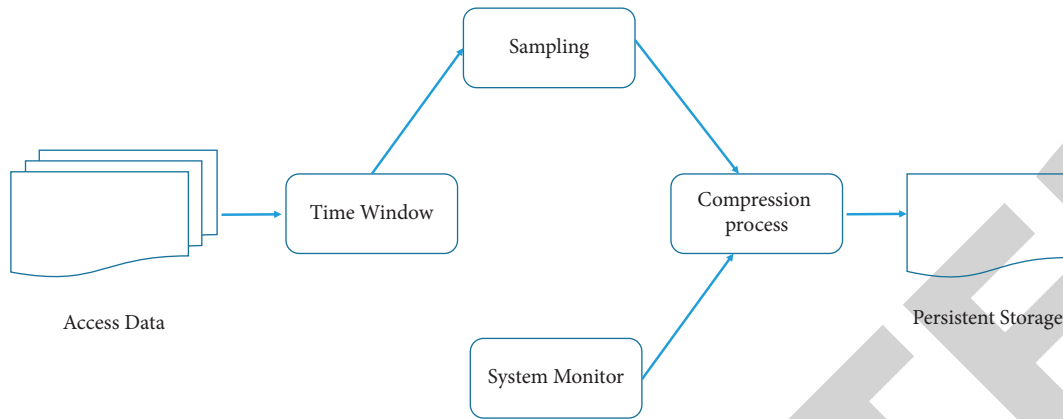 Sampling
Time Window
Compression
process
Access Data
Persistent Storage
System Monitor